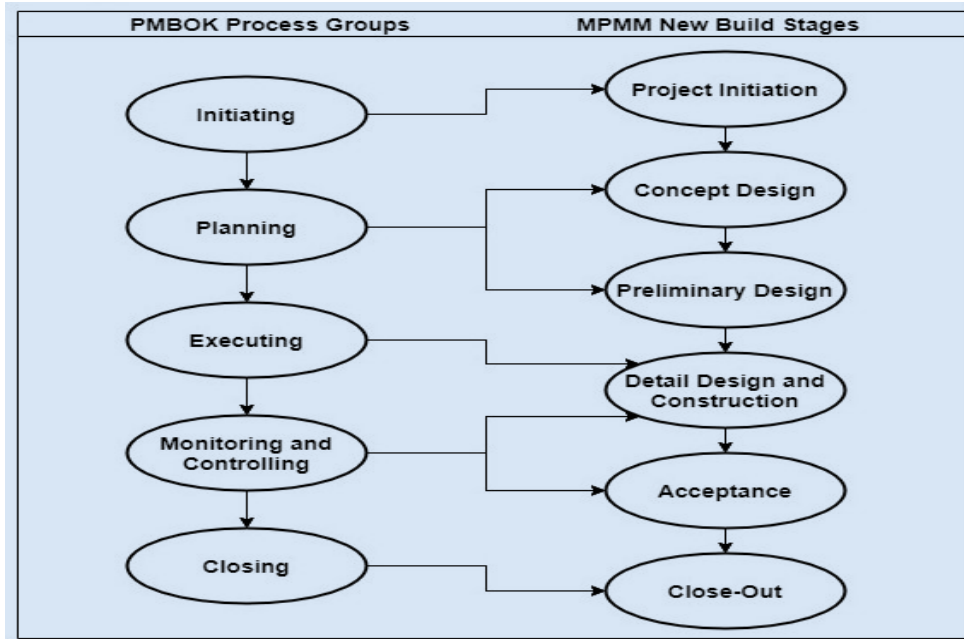 PMBOK Process Groups
MPMM New Build Stages
Initiating
Planning
Executing
Monitoring and
Controlling
Closing
Project Initiation
Concept Design
Preliminary Design
Detail Design and
Construction
Acceptance
Close-Out